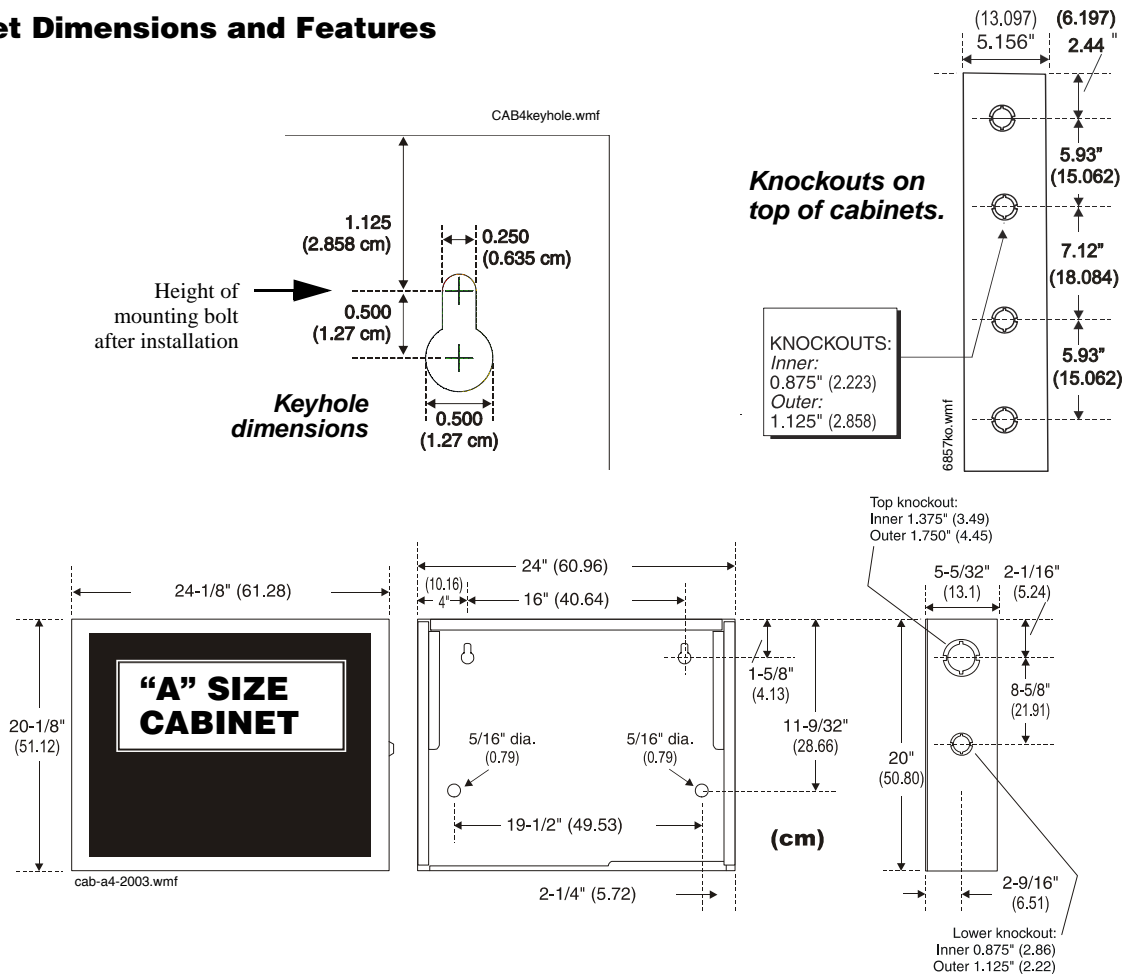 et Dimensions and Features
CAB4keyhole.wmf
1.125
(2.858 cm)
0.250
(0.635 cm)
Height of
mounting bolt
after installation
0.500
(1.27 cm)
Keyhole
dimensions
0.500
(1.27 cm)
(13.097)
5.156"
(6.197)
2.44 "
Knockouts on
top of cabinets.
5.93"
(15.062)
7.12"
(18.084)
5.93"
(15.062)
KNOCKOUTS:
Inner:
0.875" (2.223)
Outer:
1.125" (2.858)
6857ko.wmf
24-1/8" (61.28)
20-1/8"
(51.12)
"A" SIZE
CABINET
cab-a4-2003.wmf
24" (60.96)
(10.16)
4"
16" (40.64)
1-5/8"
(4.13)
11-9/32"
(28.66)
5/16" dia.
(0.79)
5/16" dia.
(0.79)
19-1/2" (49.53)
2-1/4" (5.72)
(cm)
Top knockout:
Inner 1.375" (3.49)
Outer 1.750" (4.45)
5-5/32"
(13.1)
2-1/16"
(5.24)
8-5/8"
(21.91)
20"
(50.80)
2-9/16"
(6.51)
Lower knockout:
Inner 0.875" (2.86)
Outer 1.125" (2.22)